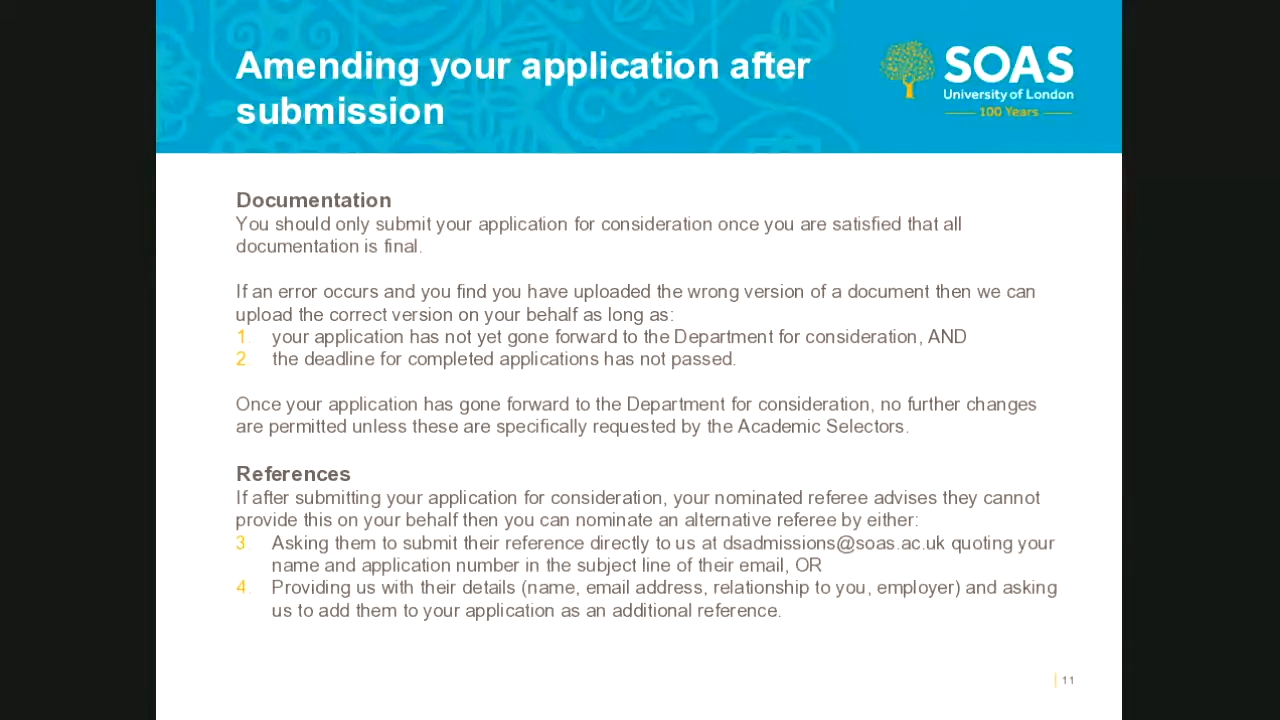 Amending your application after
submission
SOAS
University of London
100 Years
Documentation
You should only submit your application for consideration once you are satisfied that all
documentation is final.
If an error occurs and you find you have uploaded the wrong version of a document then we can
upload the correct version on your behalf as long as:
1. your application has not yet gone forward to the Department for consideration, AND
2. the deadline for completed applications has not passed.
Once your application has gone forward to the Department for consideration, no further changes
are permitted unless these are specifically requested by the Academic Selectors.
References
If after submitting your application for consideration, your nominated referee advises they cannot
provide this on your behalf then you can nominate an alternative referee by either:
3. Asking them to submit their reference directly to us at dsadmissions@soas.ac.uk quoting your
name and application number in the subject line of their email, OR
4. Providing us with their details (name, email address, relationship to you, employer) and asking
us to add them to your application as an additional reference.
11